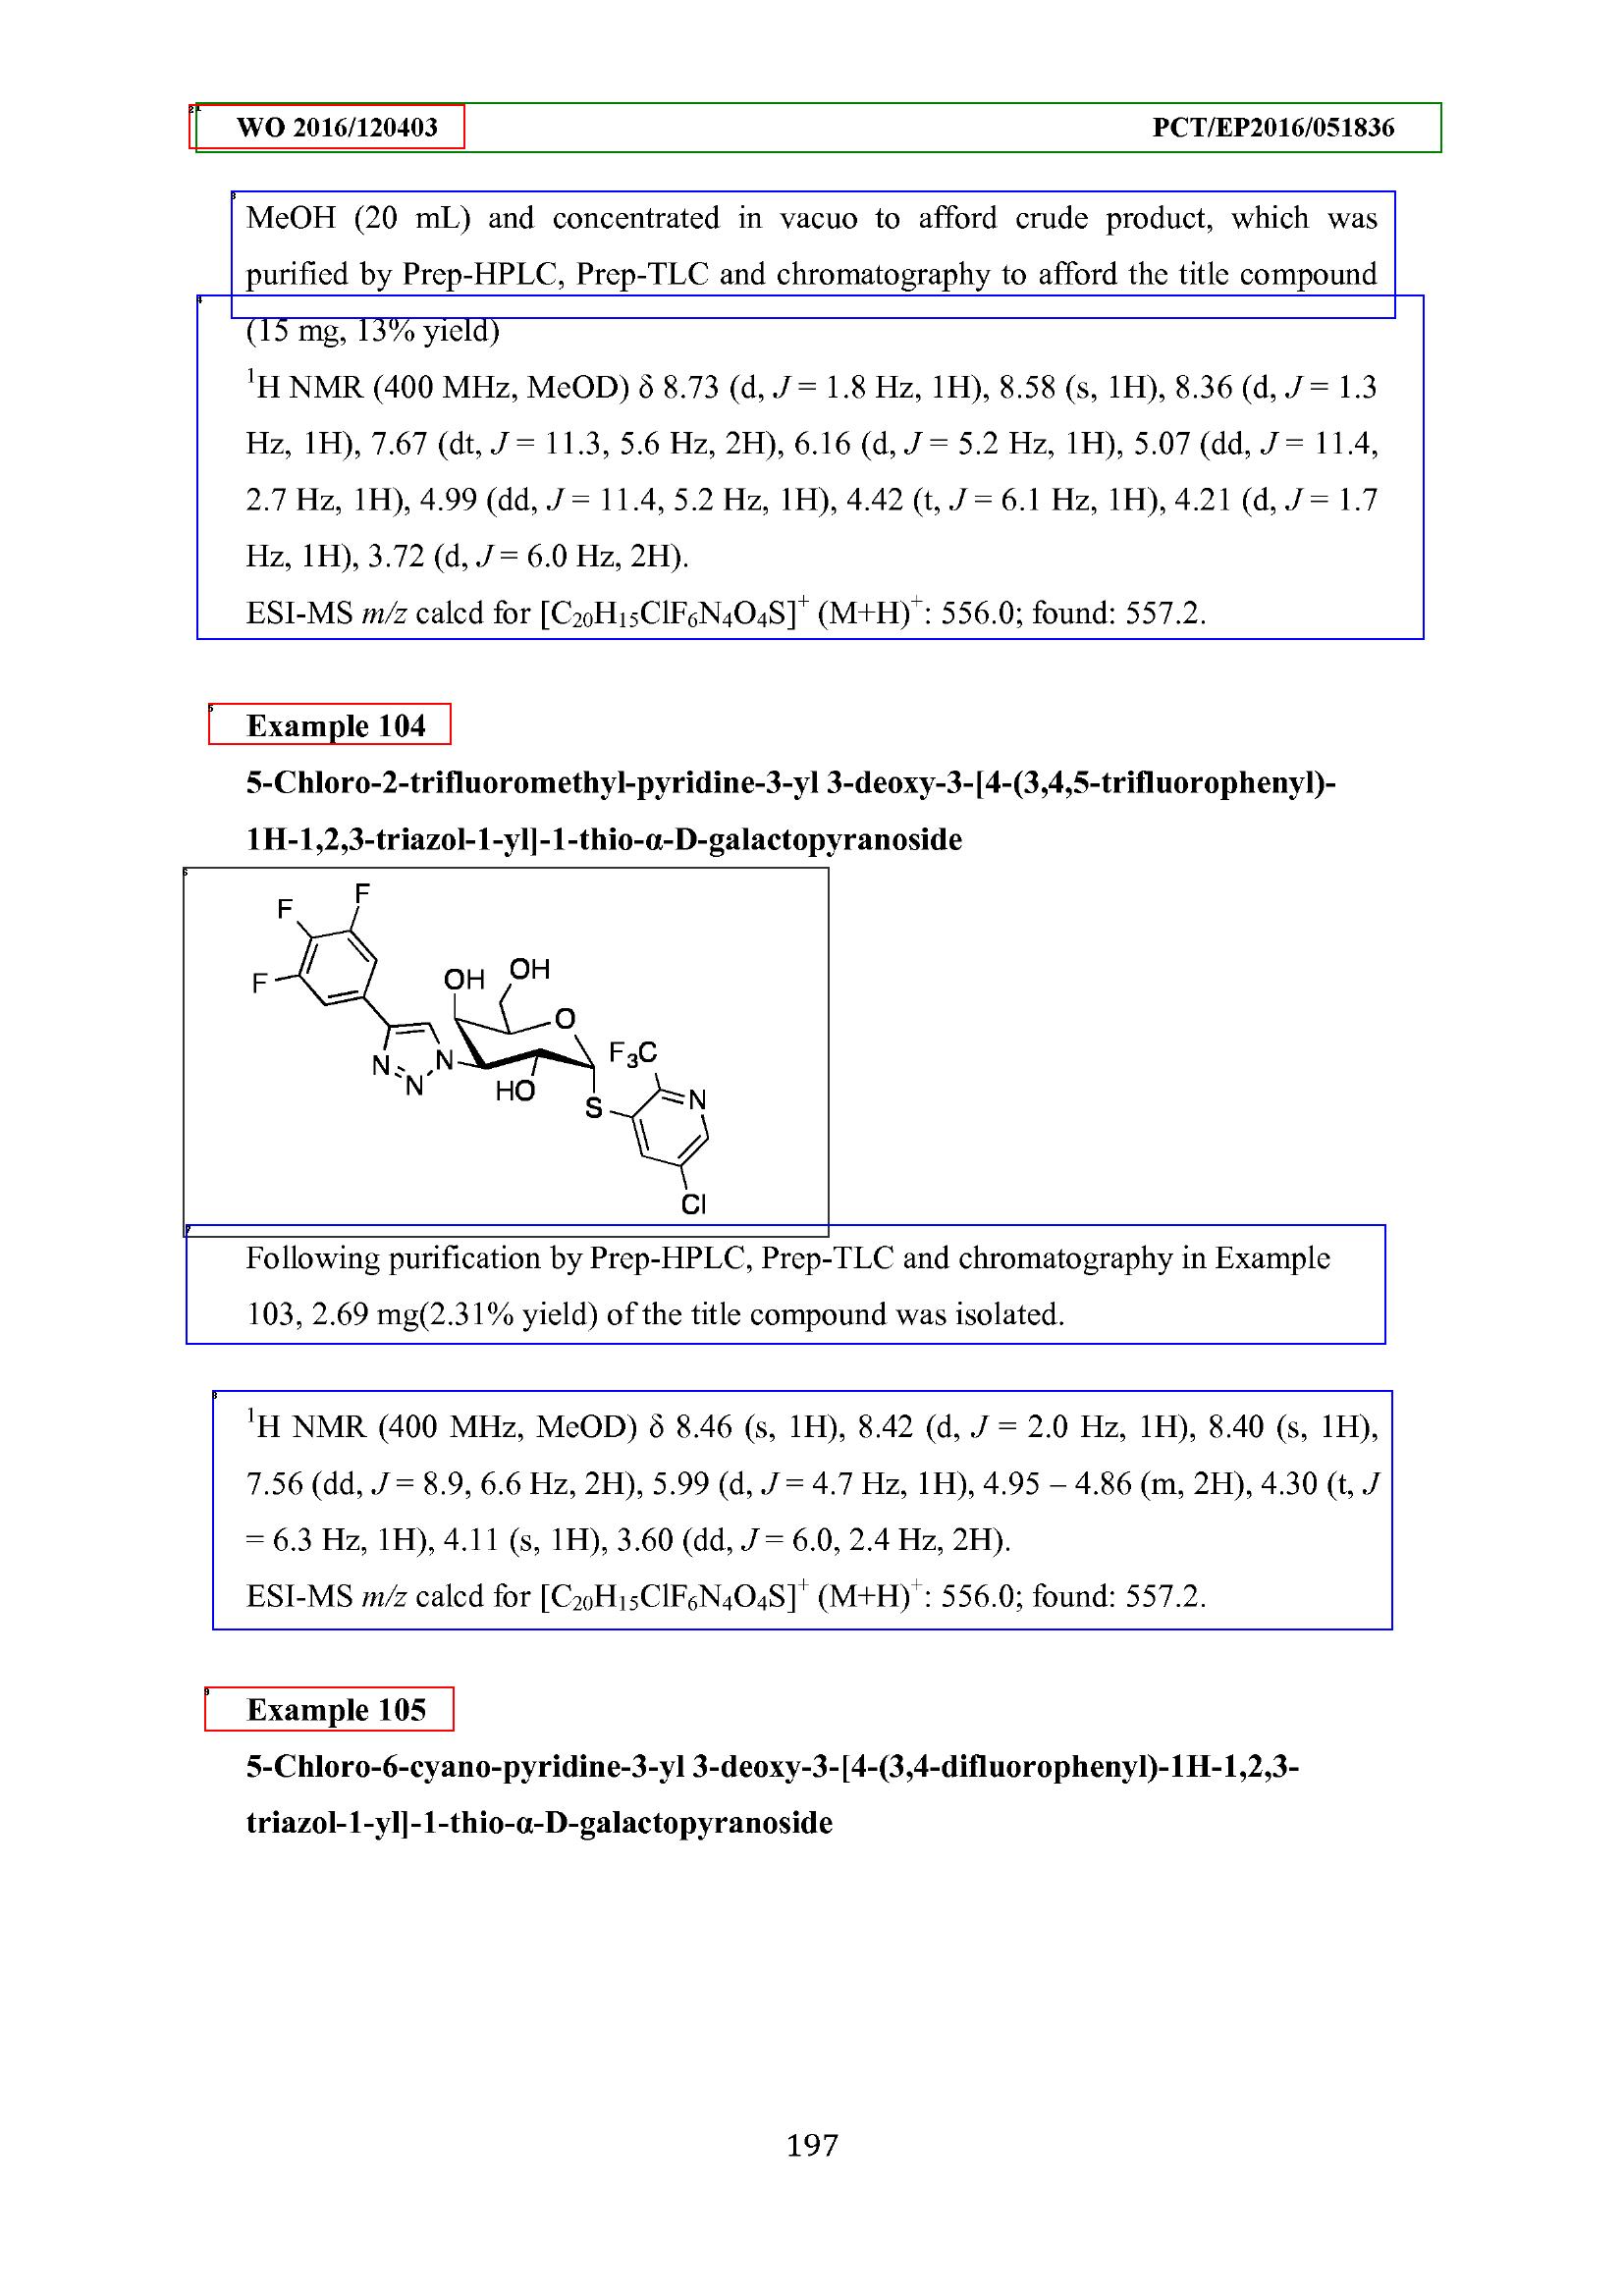 WO 2016/120403 PCT/EP2016/051836
MeOH (20 mL) and concentrated in vacuo to afford crude product, which was
purified by Prep-HPLC, Prep-TLC and chromatography to afford the title compound
(15 mg, 13% yield)
¹H NMR (400 MHz, MeOD) δ 8.73 (d, J = 1.8 Hz, 1H), 8.58 (s, 1H), 8.36 (d, J = 1.3
Hz, 1H), 7.67 (dt, J = 11.3, 5.6 Hz, 2H), 6.16 (d, J = 5.2 Hz, 1H), 5.07 (dd, J = 11.4,
2.7 Hz, 1H), 4.99 (dd, J = 11.4, 5.2 Hz, 1H), 4.42 (t, J = 6.1 Hz, 1H), 4.21 (d, J = 1.7
Hz, 1H), 3.72 (d, J = 6.0 Hz, 2H).
ESI-MS m/z calcd for [C₂₀H₁₅ClF₆N₄O₄S]⁺ (M+H)⁺: 556.0; found: 557.2.
Example 104
5-Chloro-2-trifluoromethyl-pyridine-3-yl 3-deoxy-3-[4-(3,4,5-trifluorophenyl)-
1H-1,2,3-triazol-1-yl]-1-thio-α-D-galactopyranoside
F
F
F
OH
OH
O
F₃C
N
N
N
HO
S
N
Cl
Following purification by Prep-HPLC, Prep-TLC and chromatography in Example
103, 2.69 mg(2.31% yield) of the title compound was isolated.
¹H NMR (400 MHz, MeOD) δ 8.46 (s, 1H), 8.42 (d, J = 2.0 Hz, 1H), 8.40 (s, 1H),
7.56 (dd, J = 8.9, 6.6 Hz, 2H), 5.99 (d, J = 4.7 Hz, 1H), 4.95 – 4.86 (m, 2H), 4.30 (t, J
= 6.3 Hz, 1H), 4.11 (s, 1H), 3.60 (dd, J = 6.0, 2.4 Hz, 2H).
ESI-MS m/z calcd for [C₂₀H₁₅ClF₆N₄O₄S]⁺ (M+H)⁺: 556.0; found: 557.2.
Example 105
5-Chloro-6-cyano-pyridine-3-yl 3-deoxy-3-[4-(3,4-difluorophenyl)-1H-1,2,3-
triazol-1-yl]-1-thio-α-D-galactopyranoside
197